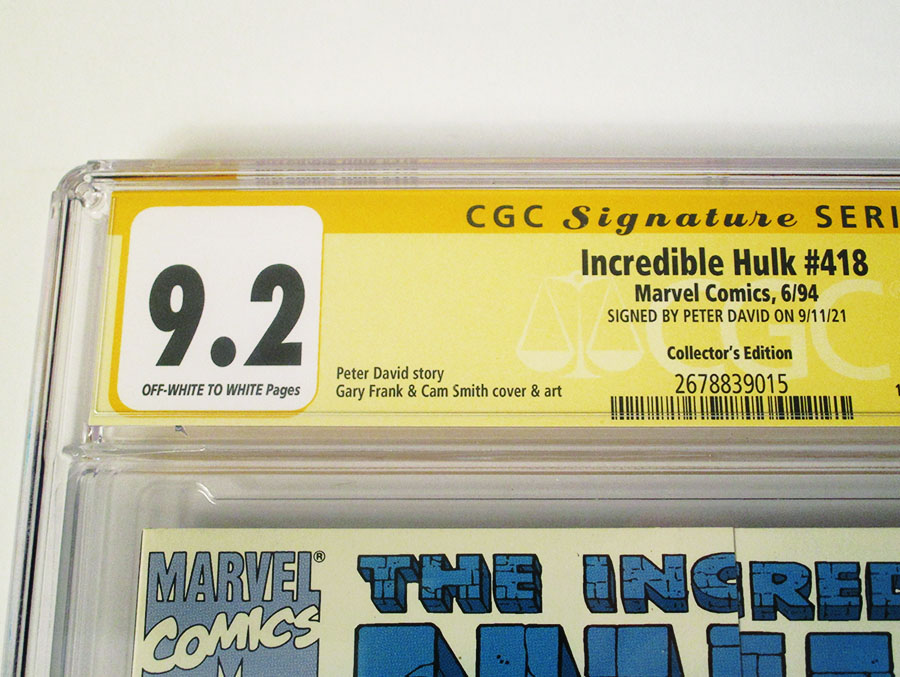 CGC Signature SERI
9.2
OFF-WHITE TO WHITE Pages
Incredible Hulk #418
Marvel Comics, 6/94
SIGNED BY PETER DAVID ON 9/11/21
Collector's Edition
Peter David story
Gary Frank & Cam Smith cover & art
2678839015
CGC
MARVEL®
COMICS
M
THE INCRED